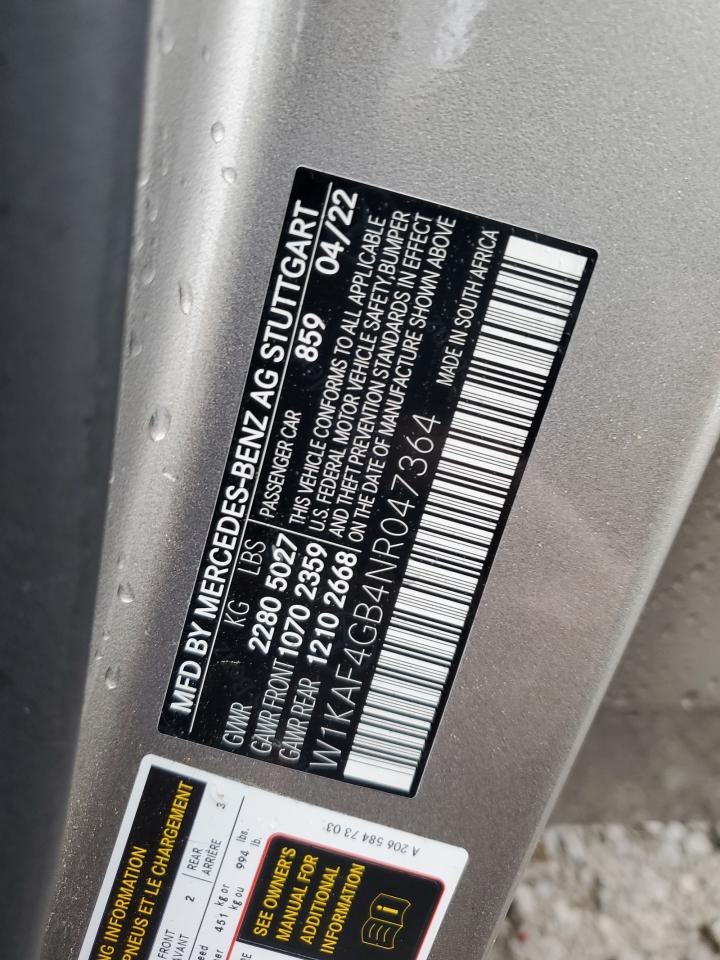 MFD BY MERCEDES-BENZ AG STUTTGART
KG LBS
GVWR 2280 5027
GAWR FRONT 1070 2359
GAWR REAR 1210 2668
PASSENGER CAR 859 04/22
THIS VEHICLE CONFORMS TO ALL APPLICABLE
U.S. FEDERAL MOTOR VEHICLE SAFETY, BUMPER
AND THEFT PREVENTION STANDARDS IN EFFECT
ON THE DATE OF MANUFACTURE SHOWN ABOVE
MADE IN SOUTH AFRICA
W1KAF4GB4NR047364
INFORMATION
PNEUS ET LE CHARGEMENT
FRONT
AVANT 2
REAR
ARRIÈRE 3
451 kg or
kg ou
994 lbs.
lb.
SEE OWNER'S
MANUAL FOR
ADDITIONAL
INFORMATION
A 206 584 73 03